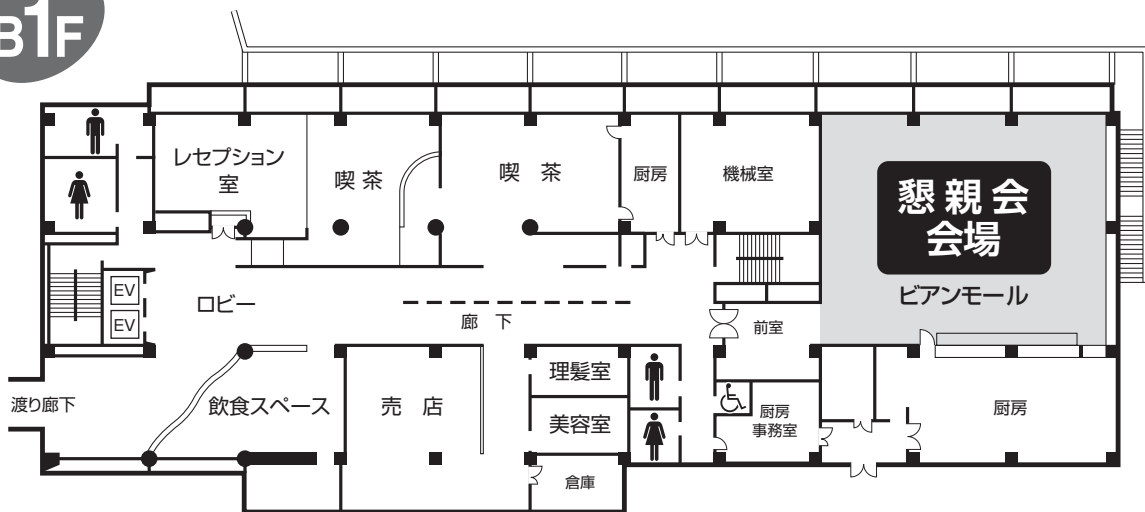 B1F
レセプション
室
喫茶
喫 茶
厨房
機械室
懇親会
会場
ビアンモール
EV
EV
ロビー
廊 下
前室
渡り廊下
飲食スペース
売 店
理髪室
美容室
倉庫
厨房
事務室
厨房